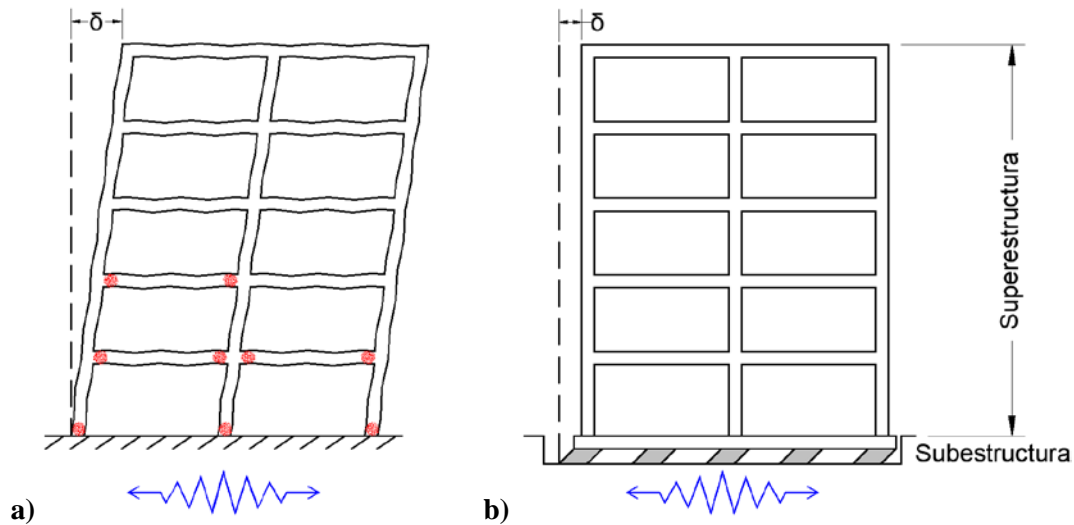 δ
δ
Superestructura
Subestructura
a)
b)